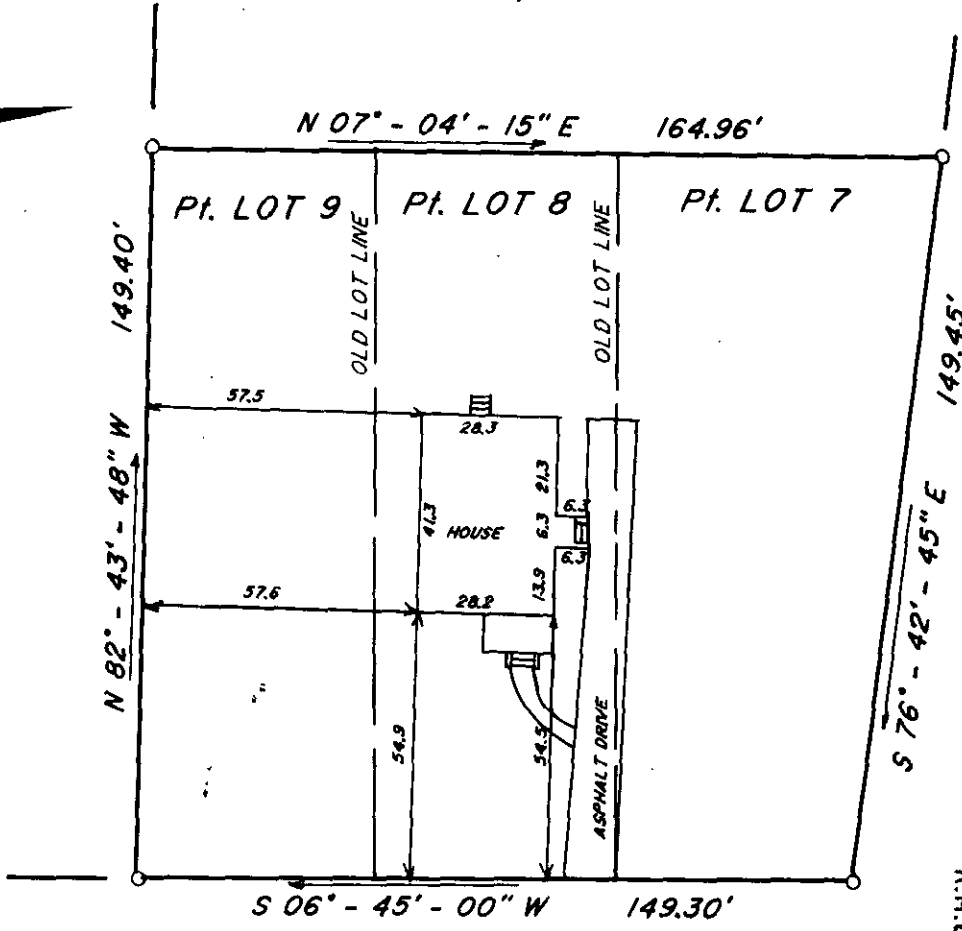 N 07° - 04' - 15" E 164.96'
Pt. LOT 9 Pt. LOT 8 Pt. LOT 7
OLD LOT LINE
OLD LOT LINE
149.40'
N 82° - 43' - 48" W
149.45'
S 76° - 42' - 45" E
57.5
28.3
21.3
6.3
6.3
6.3
41.3
HOUSE
13.9
57.6
28.2
54.9
54.5
ASPHALT DRIVE
S 06° - 45' - 00" W 149.30'